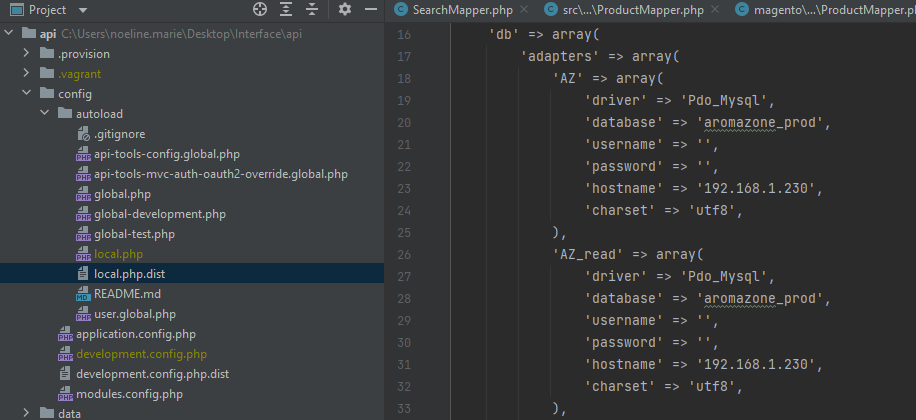 Project
api C:\Users\noeline.marie\Desktop\Interface\api
.provision
.vagrant
config
autoload
.gitignore
api-tools-config.global.php
api-tools-mvc-auth-oauth2-override.global.php
global.php
global-development.php
global-test.php
local.php
local.php.dist
README.md
user.global.php
application.config.php
development.config.php
development.config.php.dist
modules.config.php
data
SearchMapper.php
src\...\ProductMapper.php
magento\...\ProductMapper.p
16 'db' => array(
17 'adapters' => array(
18 'AZ' => array(
19 'driver' => 'Pdo_Mysql',
20 'database' => 'aromazone_prod',
21 'username' => '',
22 'password' => '',
23 'hostname' => '192.168.1.230',
24 'charset' => 'utf8',
25 ),
26 'AZ_read' => array(
27 'driver' => 'Pdo_Mysql',
28 'database' => 'aromazone_prod',
29 'username' => '',
30 'password' => '',
31 'hostname' => '192.168.1.230',
32 'charset' => 'utf8',
33 ),